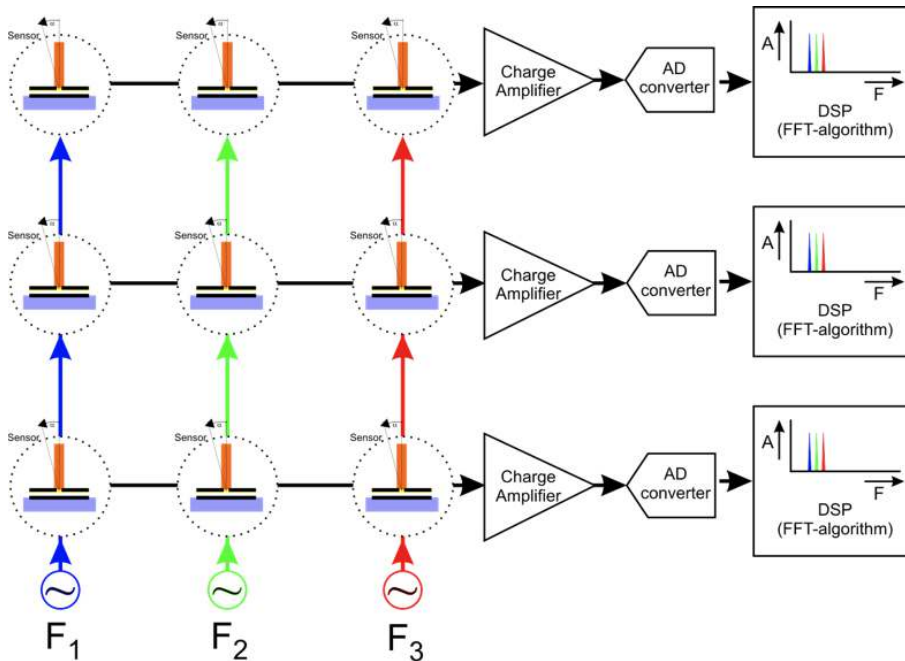 Sensor α Sensor α Sensor α
Charge
Amplifier
AD
converter
A
F
DSP
(FFT-algorithm)
Sensor α Sensor α Sensor α
Charge
Amplifier
AD
converter
A
F
DSP
(FFT-algorithm)
Sensor α Sensor α Sensor α
Charge
Amplifier
AD
converter
A
F
DSP
(FFT-algorithm)
F₁ F₂ F₃